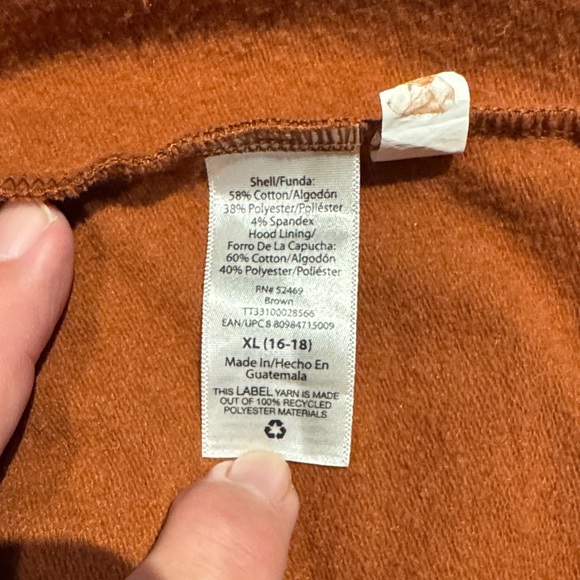 Shell/Funda:
58% Cotton/Algodón
38% Polyester/Poliéster
4% Spandex
Hood Lining/
Forro De La Capucha:
60% Cotton/Algodón
40% Polyester/Poliéster
RN# 52469
Brown
TT33100028566
EAN/UPC 8 80984715009
XL (16-18)
Made In/Hecho En
Guatemala
THIS LABEL YARN IS MADE
OUT OF 100% RECYCLED
POLYESTER MATERIALS